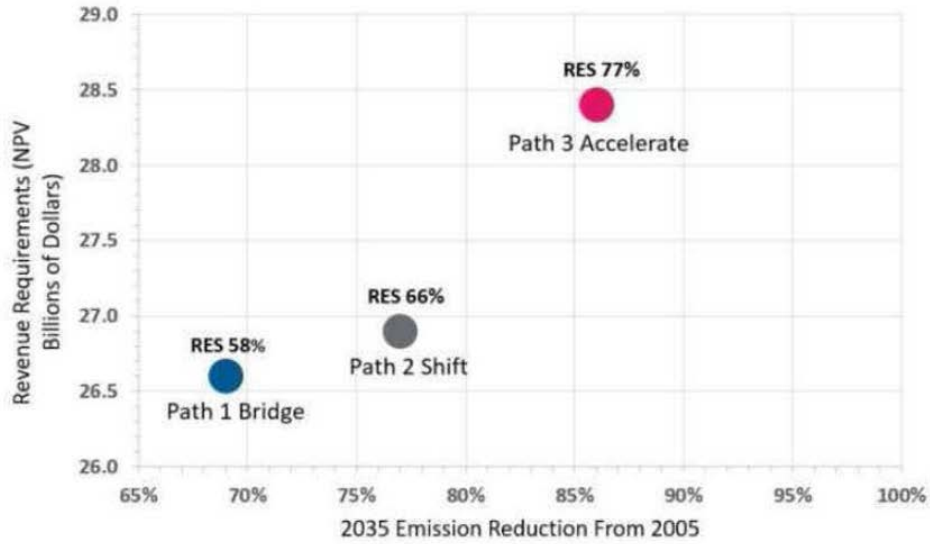 29.0
RES 77%
28.5
Path 3 Accelerate
28.0
27.5
RES 66%
27.0
RES 58%
Path 2 Shift
26.5
Path 1 Bridge
26.0
65% 70% 75% 80% 85% 90% 95% 100%
2035 Emission Reduction From 2005
Revenue Requirements (NPV
Billions of Dollars)